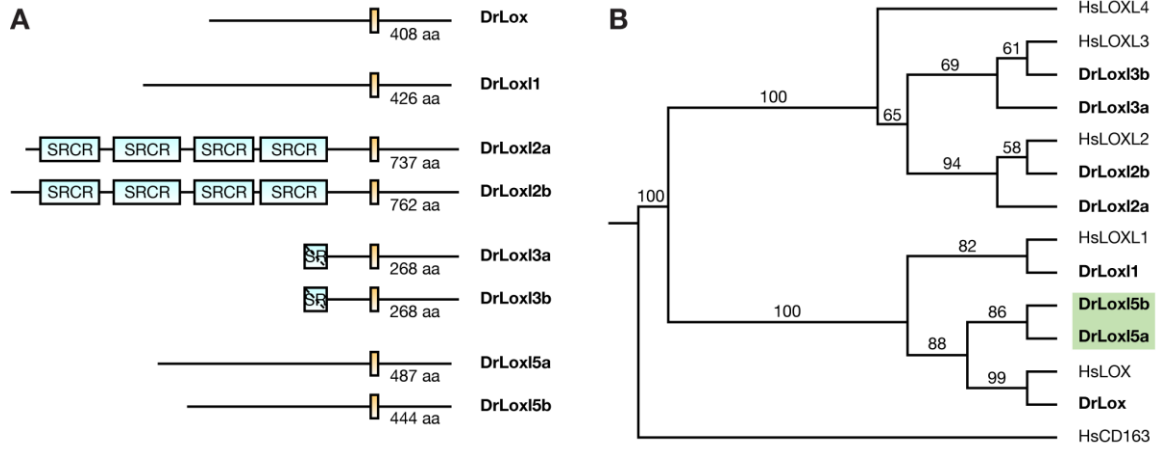 A
DrLox
408 aa
DrLoxl1
426 aa
SRCR SRCR SRCR SRCR DrLoxl2a
737 aa
SRCR SRCR SRCR SRCR DrLoxl2b
762 aa
SR DrLoxl3a
268 aa
SR DrLoxl3b
268 aa
DrLoxl5a
487 aa
DrLoxl5b
444 aa
B
HsLOXL4
HsLOXL3
61
69
DrLoxl3b
100
DrLoxl3a
65
HsLOXL2
58
94
DrLoxl2b
100
DrLoxl2a
HsLOXL1
82
DrLoxl1
DrLoxl5b
100
86
DrLoxl5a
88
HsLOX
99
DrLox
HsCD163